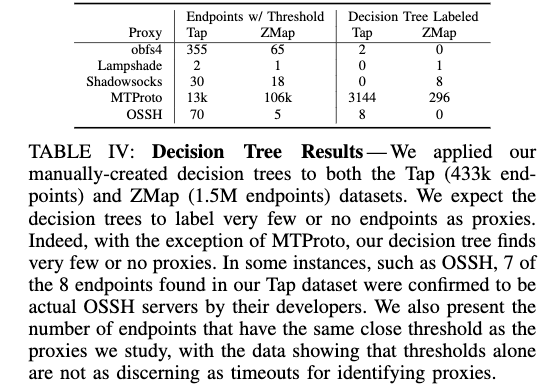 Endpoints w/ Threshold Decision Tree Labeled
Proxy Tap ZMap Tap ZMap
obfs4 355 65 2 0
Lampshade 2 1 0 1
Shadowsocks 30 18 0 8
MTProto 13k 106k 3144 296
OSSH 70 5 8 0
TABLE IV: Decision Tree Results — We applied our
manually-created decision trees to both the Tap (433k end-
points) and ZMap (1.5M endpoints) datasets. We expect the
decision trees to label very few or no endpoints as proxies.
Indeed, with the exception of MTProto, our decision tree finds
very few or no proxies. In some instances, such as OSSH, 7 of
the 8 endpoints found in our Tap dataset were confirmed to be
actual OSSH servers by their developers. We also present the
number of endpoints that have the same close threshold as the
proxies we study, with the data showing that thresholds alone
are not as discerning as timeouts for identifying proxies.